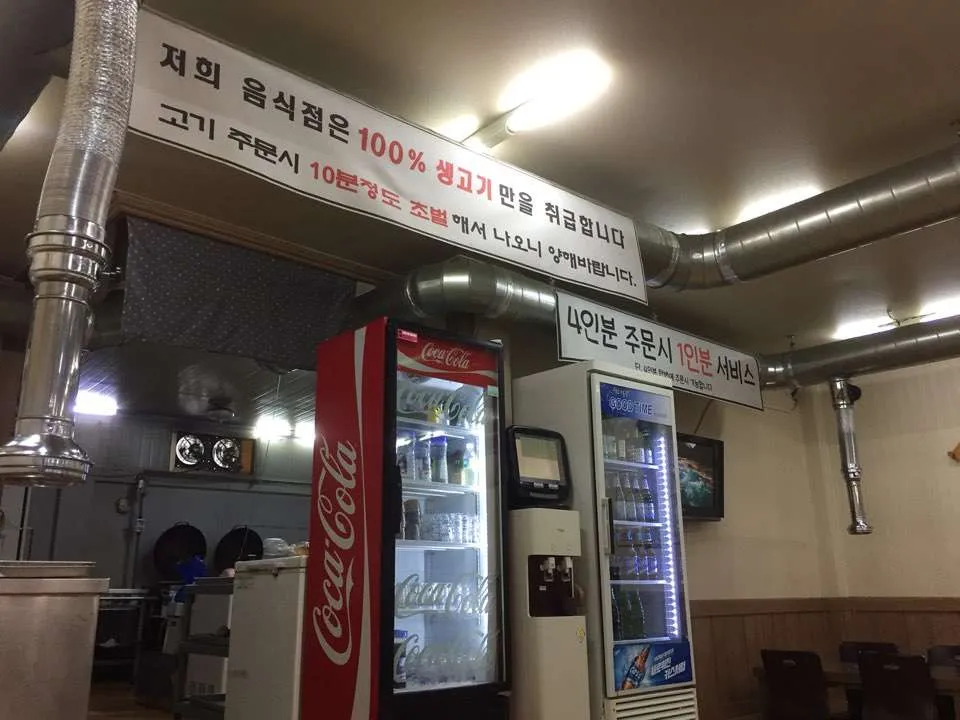 저희 음식점은 100% 생고기만을 취급합니다
고기 주문시 10분정도 초벌해서 나오니 양해바랍니다.
4인분 주문시 1인분 서비스
Coca-Cola
Coca-Cola
GOOD TIME